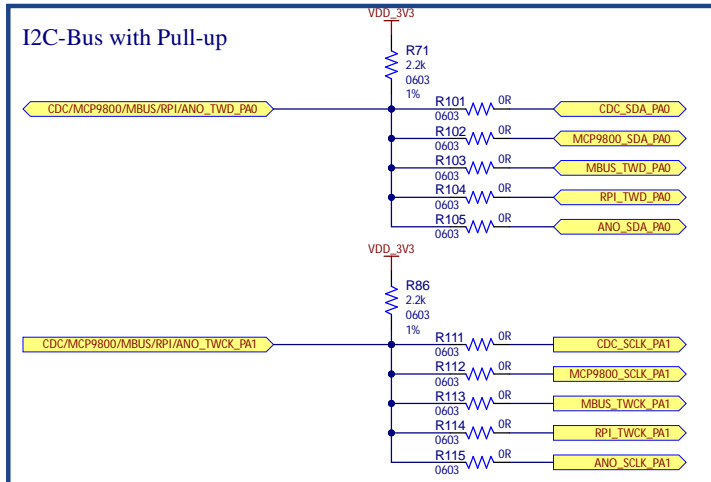 I2C-Bus with Pull-up
VDD_3V3
R71
2.2k
0603
1%
CDC/MCP9800/MBUS/RPI/ANO_TWD_PA0
R101 0R CDC_SDA_PA0
0603
R102 0R MCP9800_SDA_PA0
0603
R103 0R MBUS_TWD_PA0
0603
R104 0R RPI_TWD_PA0
0603
R105 0R ANO_SDA_PA0
0603
VDD_3V3
R86
2.2k
0603
1%
CDC/MCP9800/MBUS/RPI/ANO_TWCK_PA1
R111 0R CDC_SCLK_PA1
0603
R112 0R MCP9800_SCLK_PA1
0603
R113 0R MBUS_TWCK_PA1
0603
R114 0R RPI_TWCK_PA1
0603
R115 0R ANO_SCLK_PA1
0603